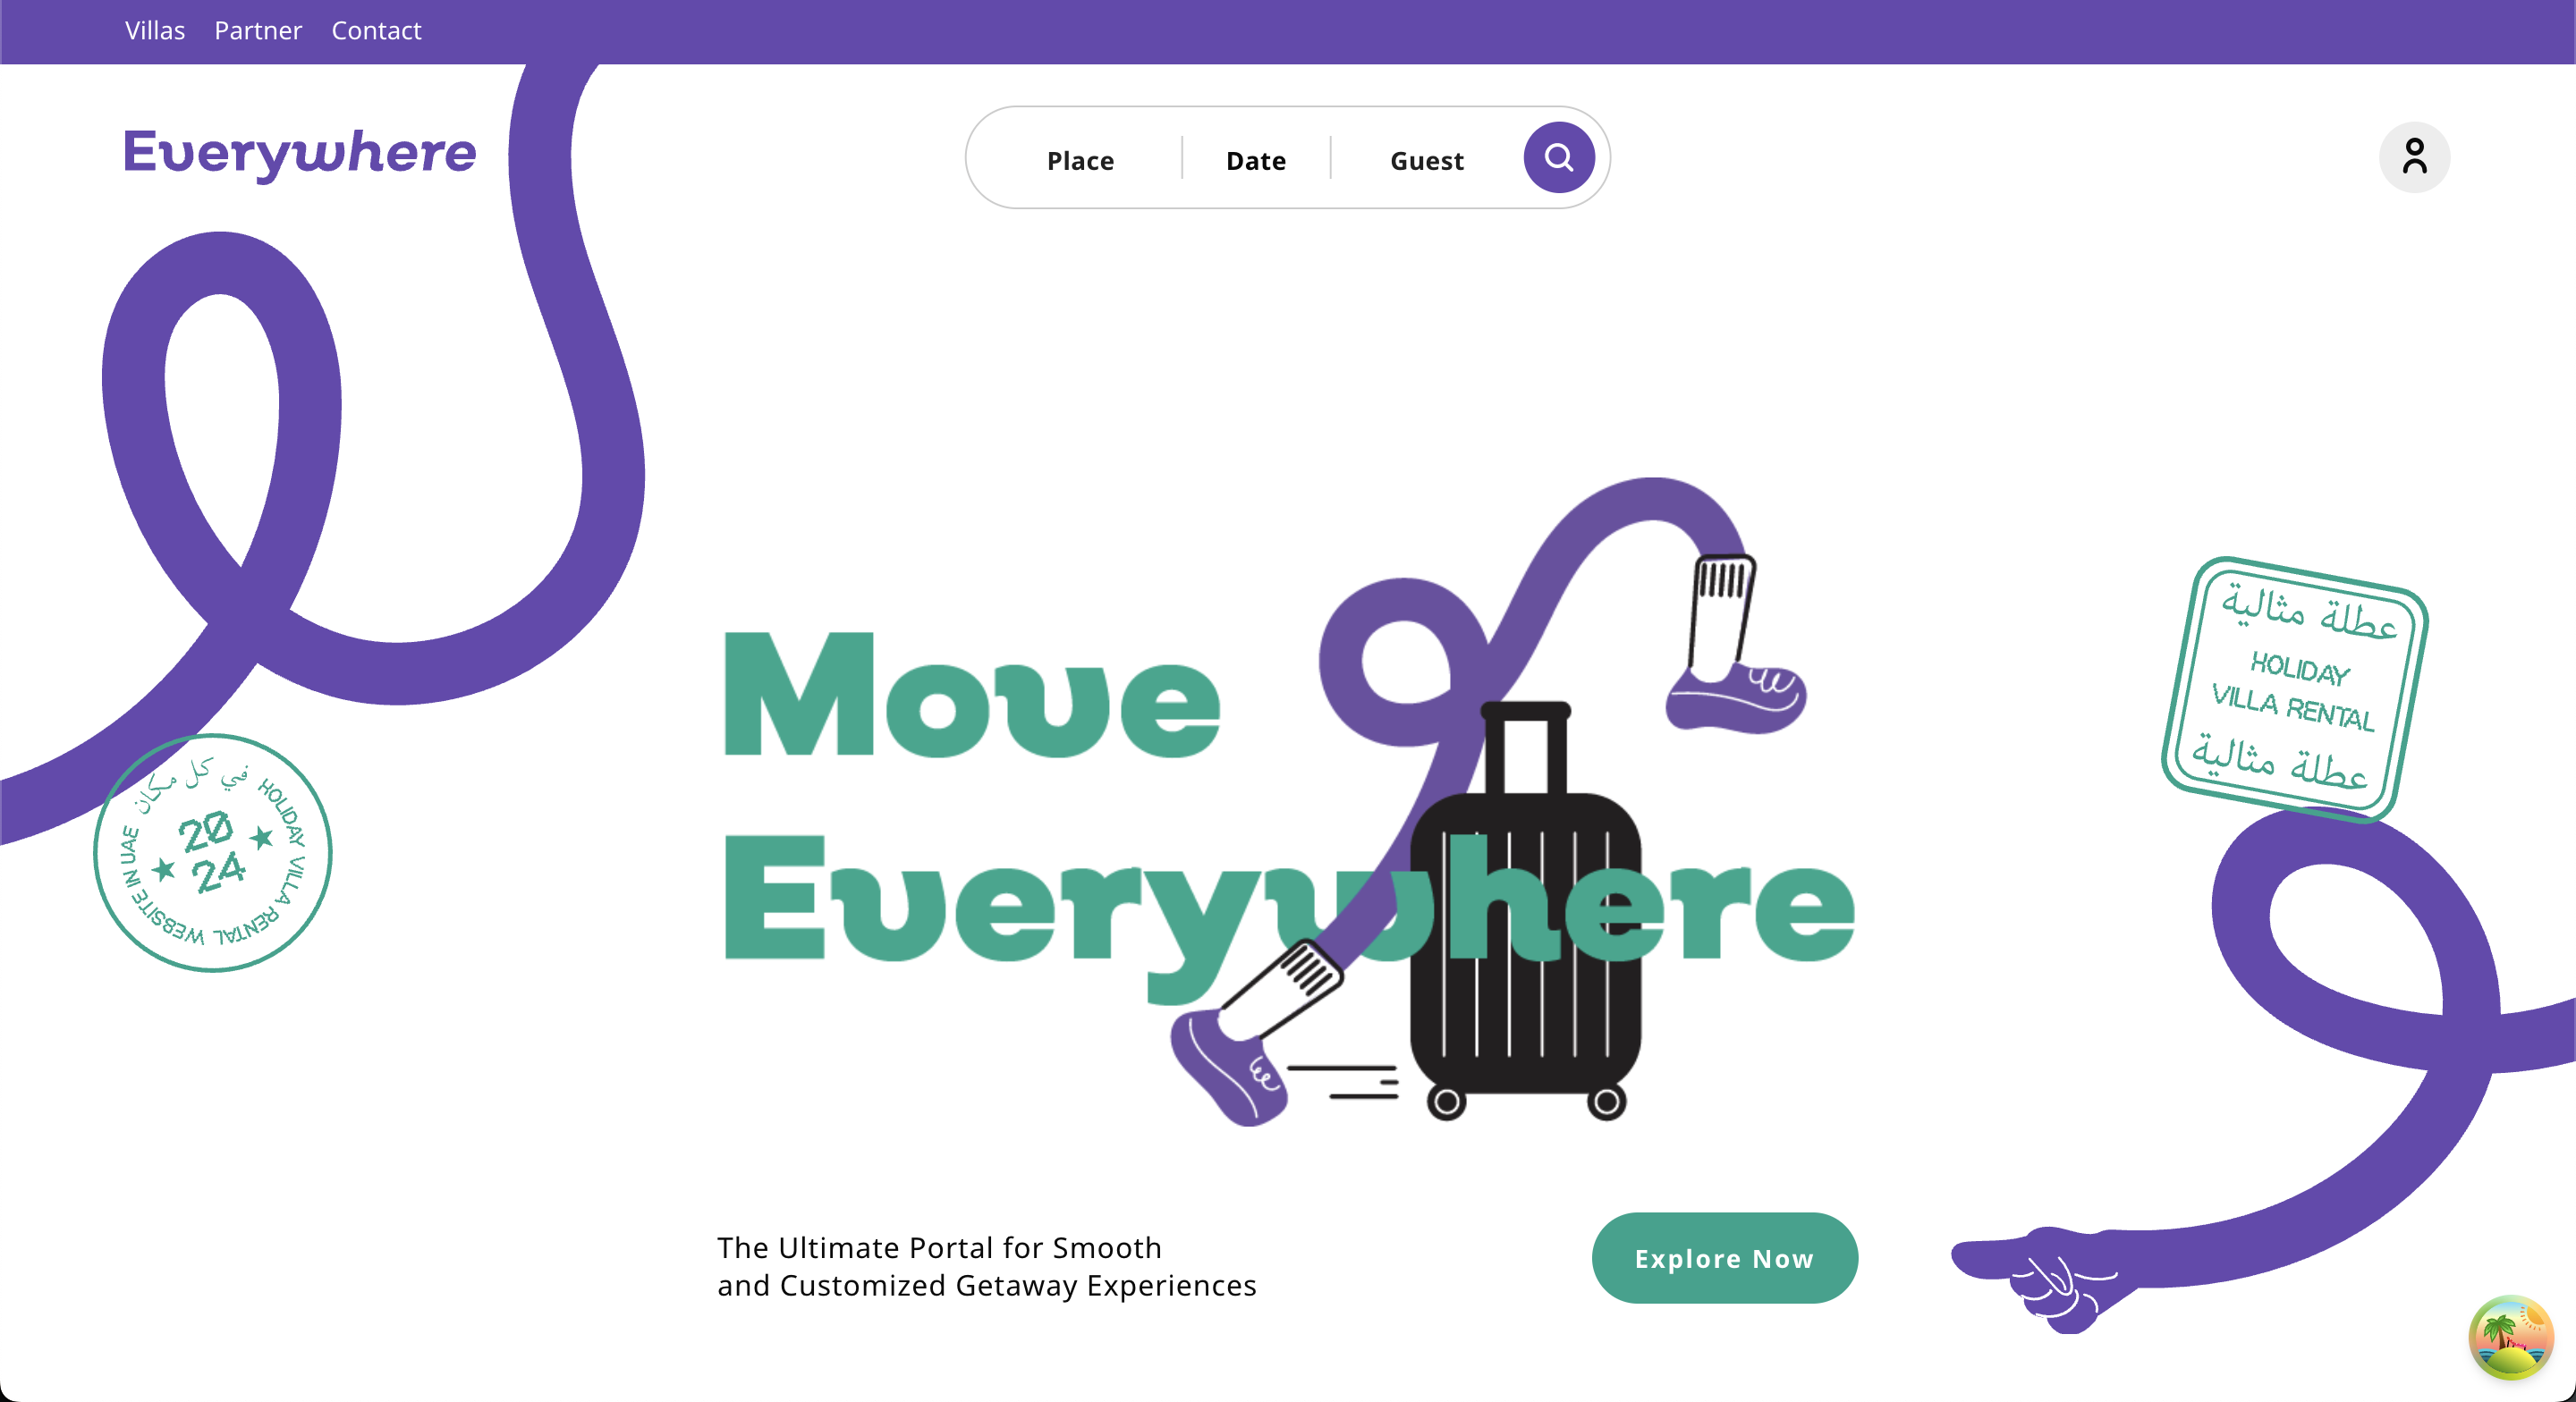 Villas Partner Contact
Everywhere
Place Date Guest
Move
Everywhere
عطلة مثالية
HOLIDAY
VILLA RENTAL
عطلة مثالية
في كل مكان
HOLIDAY VILLA RENTAL WEBSITE IN UAE
20
24
The Ultimate Portal for Smooth
and Customized Getaway Experiences
Explore Now